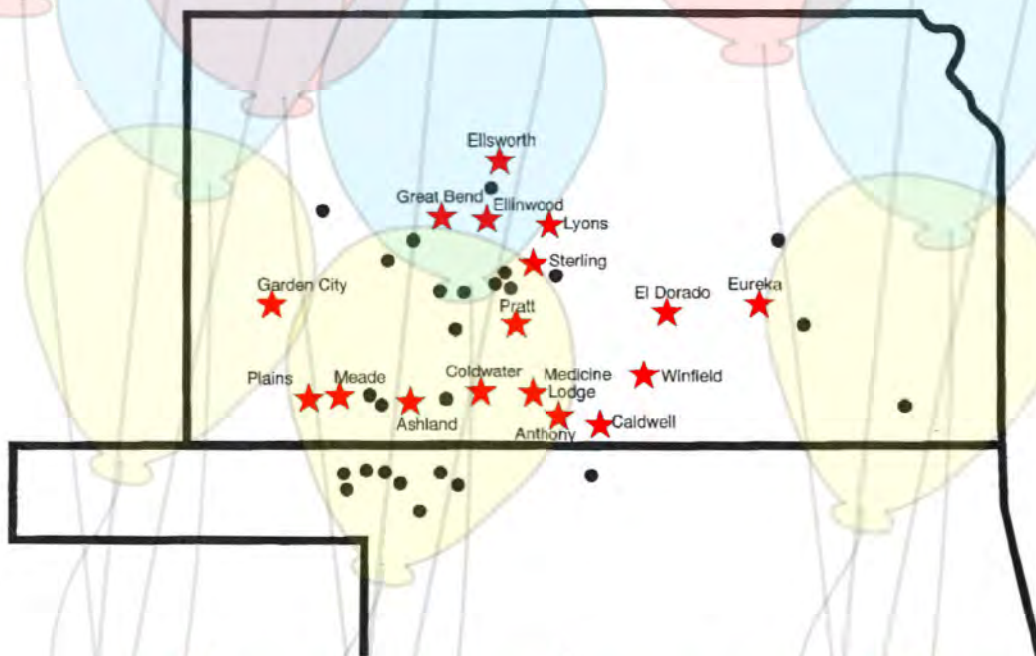 Ellsworth
Great Bend
Ellinwood
Lyons
Sterling
Garden City
El Dorado
Eureka
Pratt
Plains
Meade
Coldwater
Medicine
Lodge
Winfield
Ashland
Anthony
Caldwell